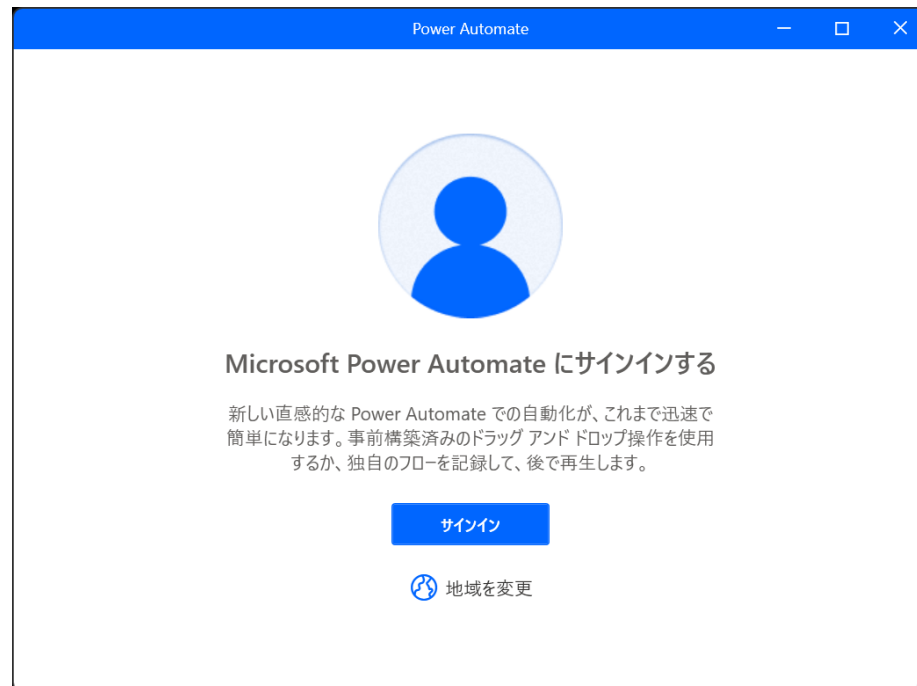 Power Automate
Microsoft Power Automate にサインインする
新しい直感的な Power Automate での自動化が、これまで迅速で
簡単になります。事前構築済みのドラッグ アンド ドロップ操作を使用
するか、独自のフローを記録して、後で再生します。
サインイン
地域を変更